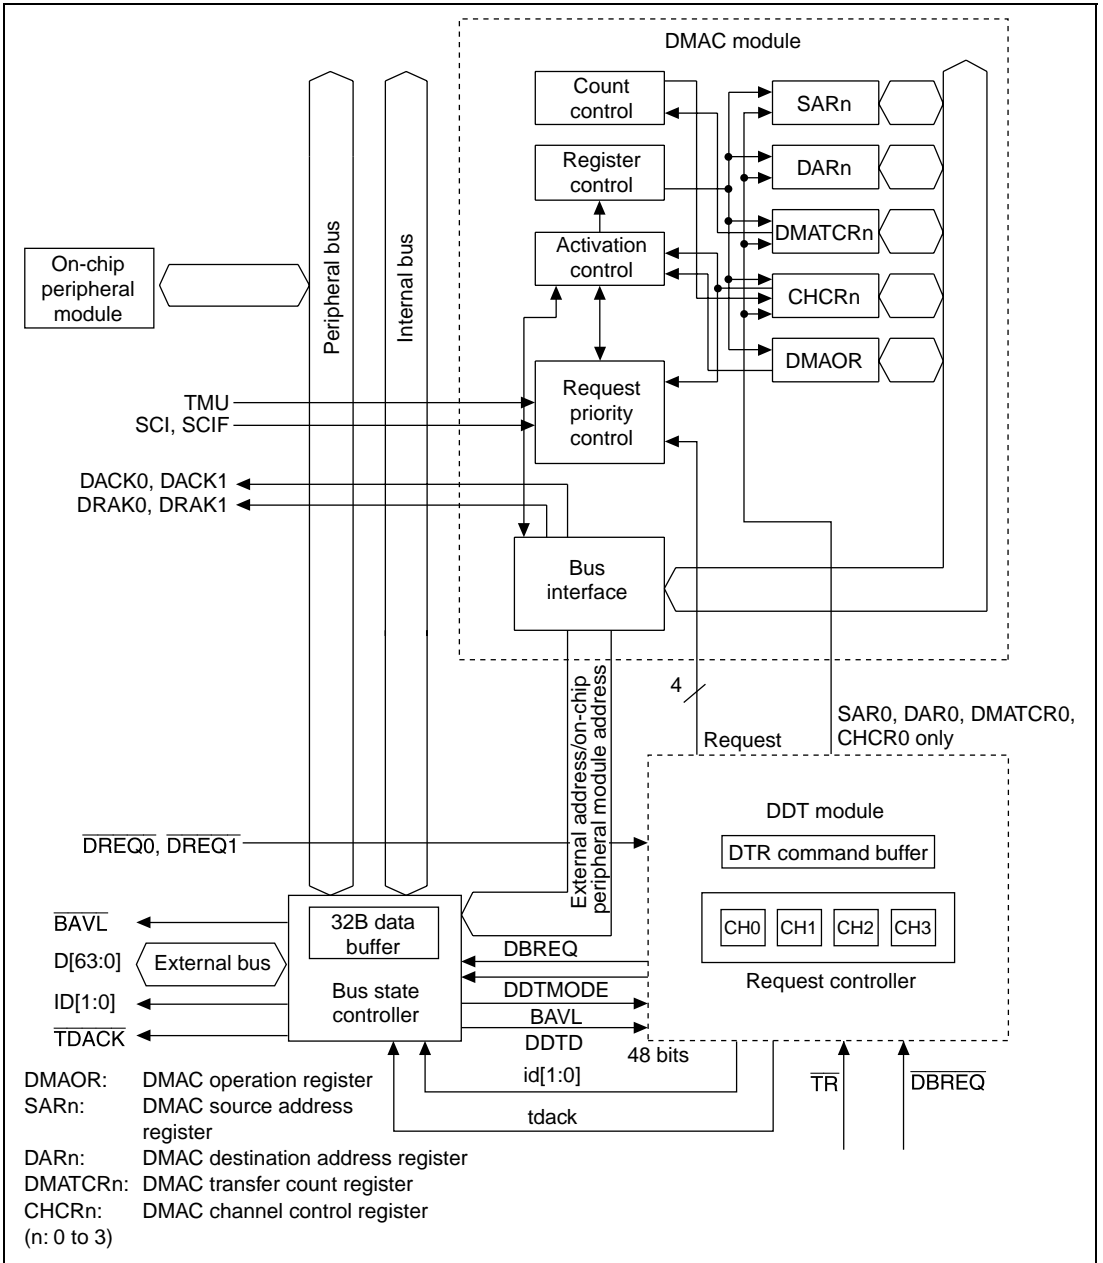 DMAC module
Count
control
SARn
Register
control
DARn
DMATCRn
Activation
control
CHCRn
DMAOR
On-chip
peripheral
module
Peripheral bus
Internal bus
Request
priority
control
TMU
SCI, SCIF
DACK0, DACK1
DRAK0, DRAK1
Bus
interface
4
External address/on-chip
peripheral module address
Request
SAR0, DAR0, DMATCR0,
CHCR0 only
DDT module
DTR command buffer
CH0 CH1 CH2 CH3
Request controller
DREQ0, DREQ1
BAVL
32B data
buffer
D[63:0]
External bus
Bus state
controller
ID[1:0]
TDACK
DBREQ
DDTMODE
BAVL
DDTD
48 bits
id[1:0]
tdack
TR
DBREQ
DMAOR: DMAC operation register
SARn: DMAC source address
register
DARn: DMAC destination address register
DMATCRn: DMAC transfer count register
CHCRn: DMAC channel control register
(n: 0 to 3)